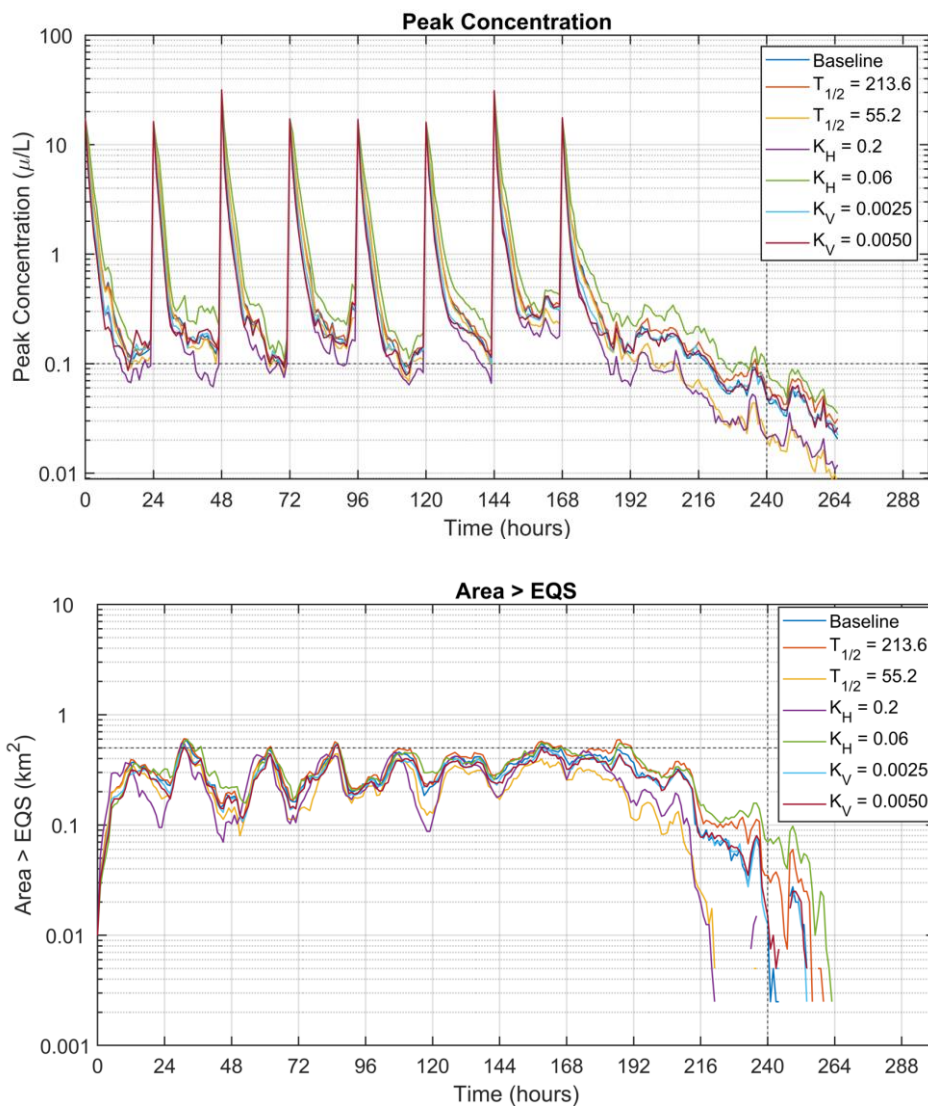 Peak Concentration
Peak Concentration (μ/L)
100
10
1
0.1
0.01
0 24 48 72 96 120 144 168 192 216 240 264 288
Time (hours)
Baseline
T1/2 = 213.6
T1/2 = 55.2
KH = 0.2
KH = 0.06
KV = 0.0025
KV = 0.0050
Area > EQS
Area > EQS (km2)
10
1
0.1
0.01
0.001
0 24 48 72 96 120 144 168 192 216 240 264 288
Time (hours)
Baseline
T1/2 = 213.6
T1/2 = 55.2
KH = 0.2
KH = 0.06
KV = 0.0025
KV = 0.0050